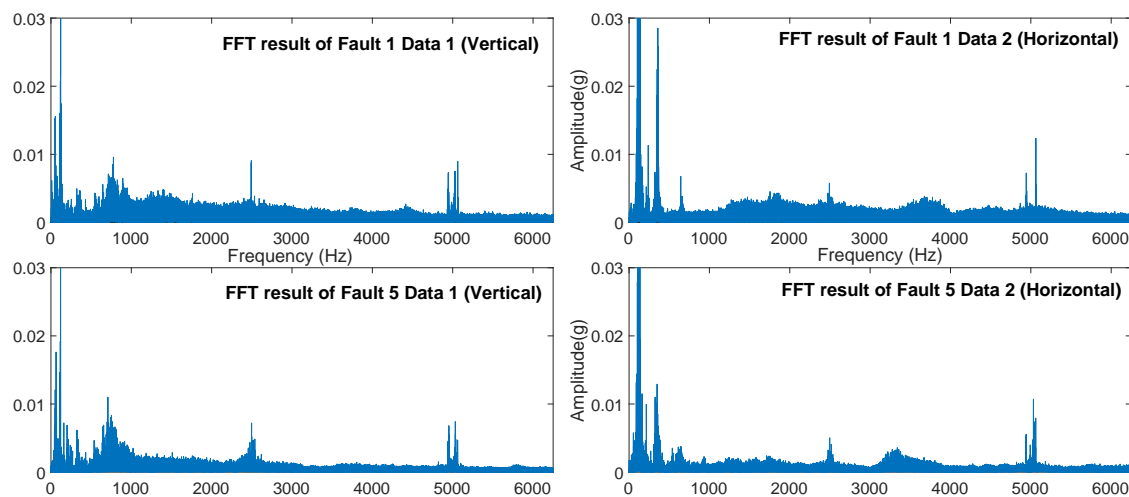 0.03
0.02
0.01
0
FFT result of Fault 1 Data 1 (Vertical)
0 1000 2000 3000 4000 5000 6000
Frequency (Hz)
Amplitude(g)
0.03
0.02
0.01
0
FFT result of Fault 1 Data 2 (Horizontal)
0 1000 2000 3000 4000 5000 6000
Frequency (Hz)
0.03
0.02
0.01
0
FFT result of Fault 5 Data 1 (Vertical)
0 1000 2000 3000 4000 5000 6000
Amplitude(g)
0.03
0.02
0.01
0
FFT result of Fault 5 Data 2 (Horizontal)
0 1000 2000 3000 4000 5000 6000